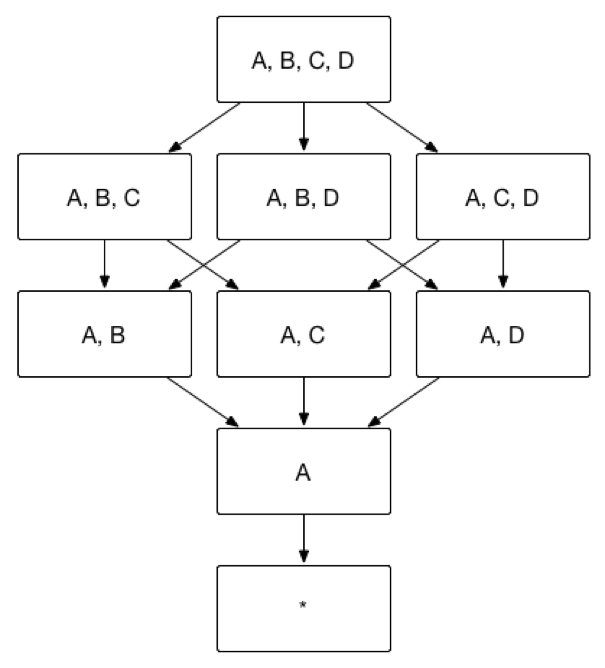 A, B, C, D
A, B, C
A, B, D
A, C, D
A, B
A, C
A, D
A
*